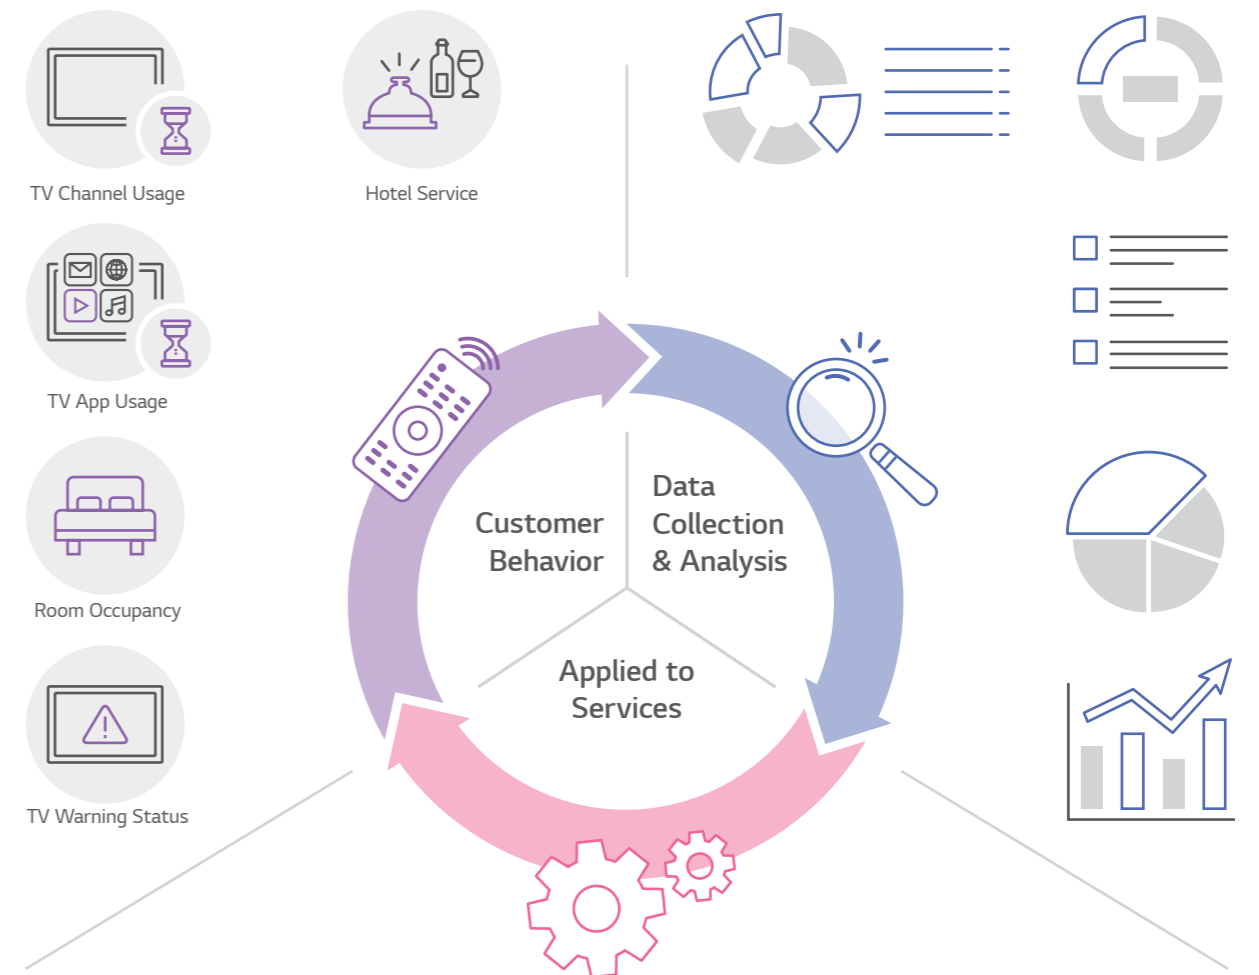 TV Channel Usage
Hotel Service
TV App Usage
Room Occupancy
TV Warning Status
Customer
Behavior
Data
Collection
& Analysis
Applied to
Services